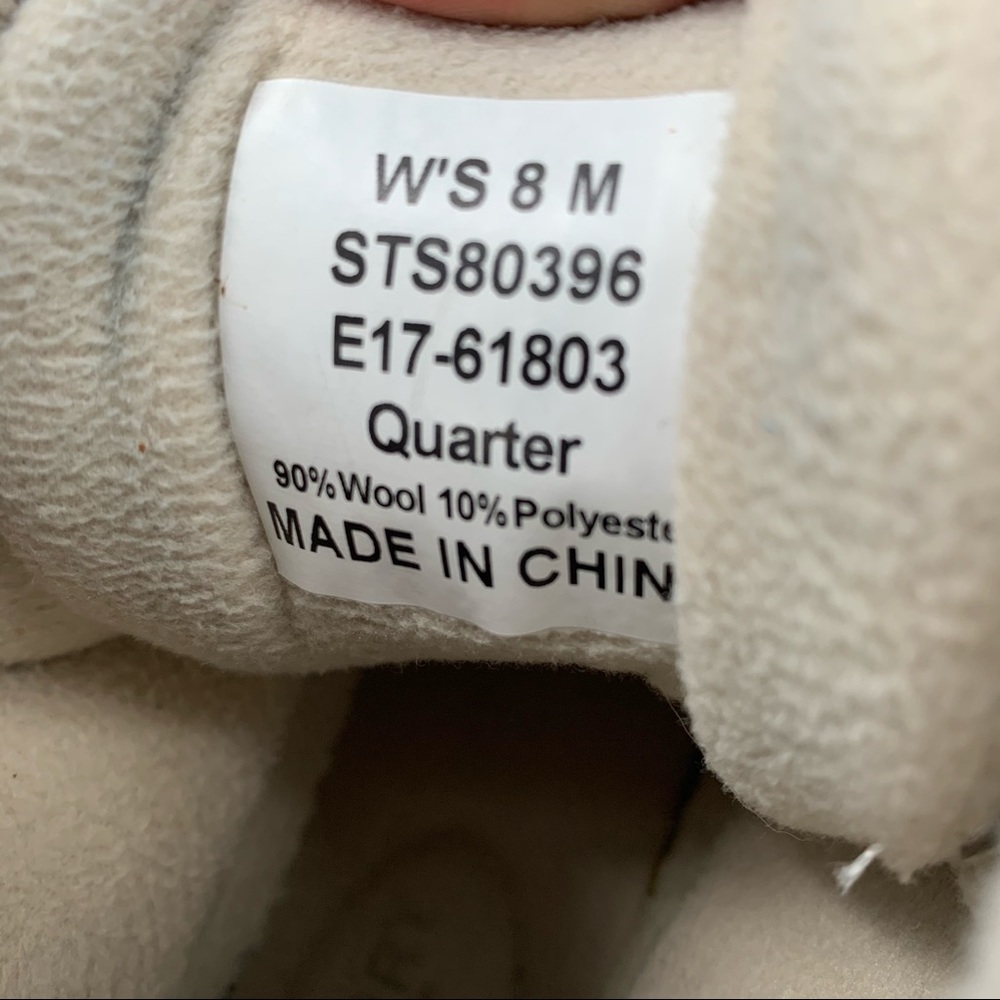 W'S 8 M
STS80396
E17-61803
Quarter
90%Wool 10%Polyeste
MADE IN CHIN